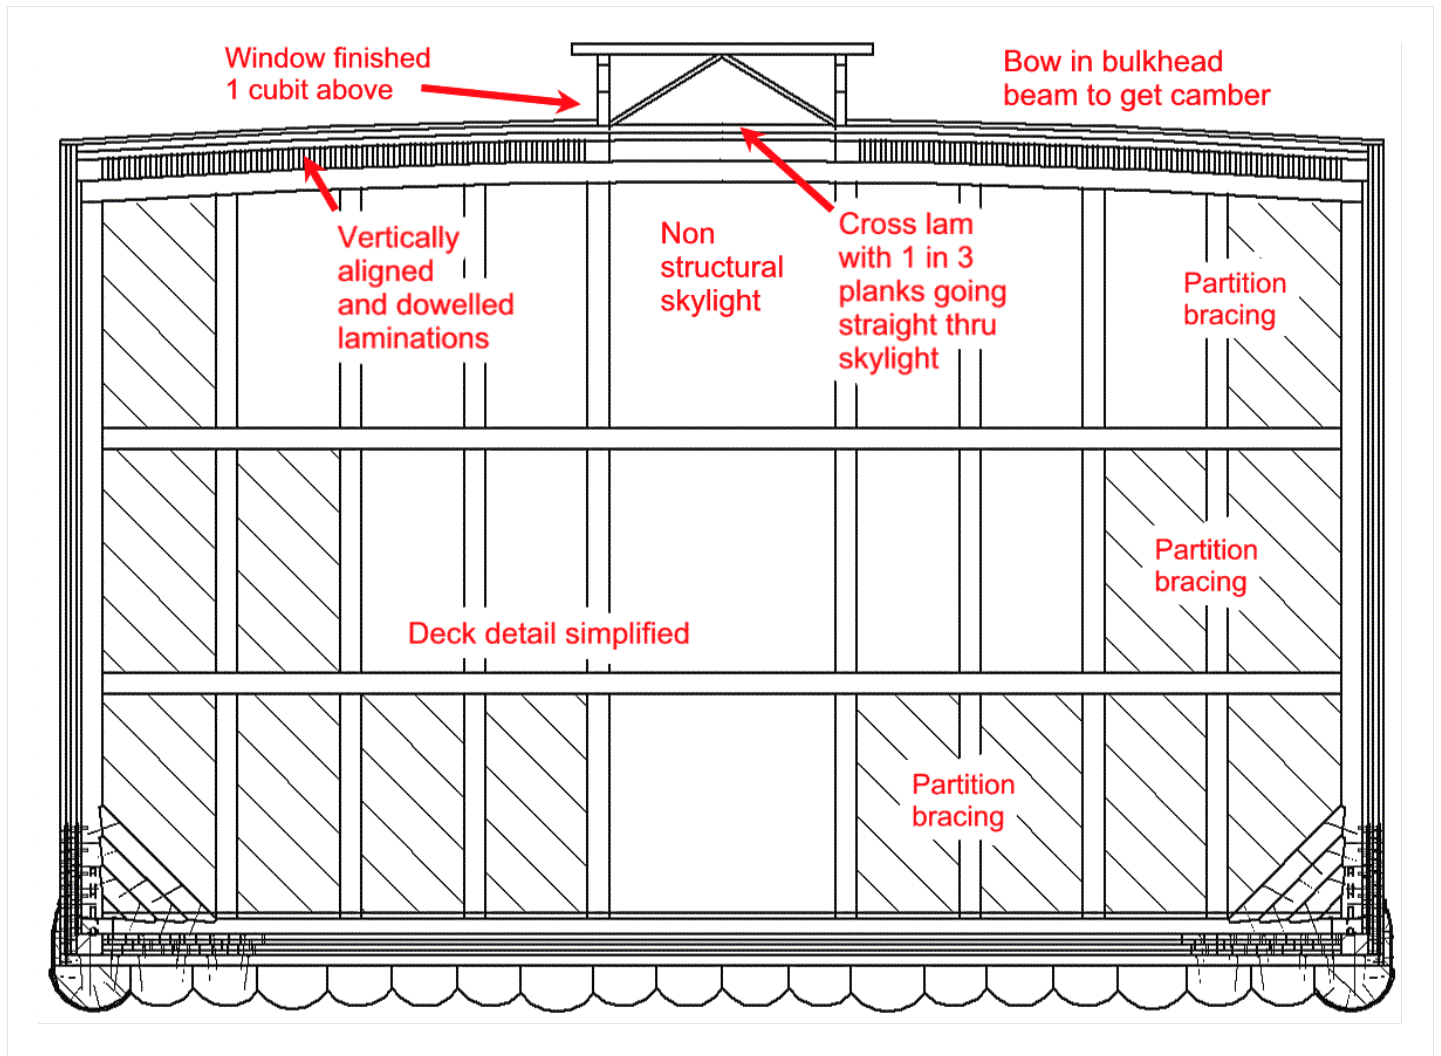 Window finished
1 cubit above
Bow in bulkhead
beam to get camber
Vertically
aligned
and dowelled
laminations
Non
structural
skylight
Cross lam
with 1 in 3
planks going
straight thru
skylight
Partition
bracing
Partition
bracing
Deck detail simplified
Partition
bracing